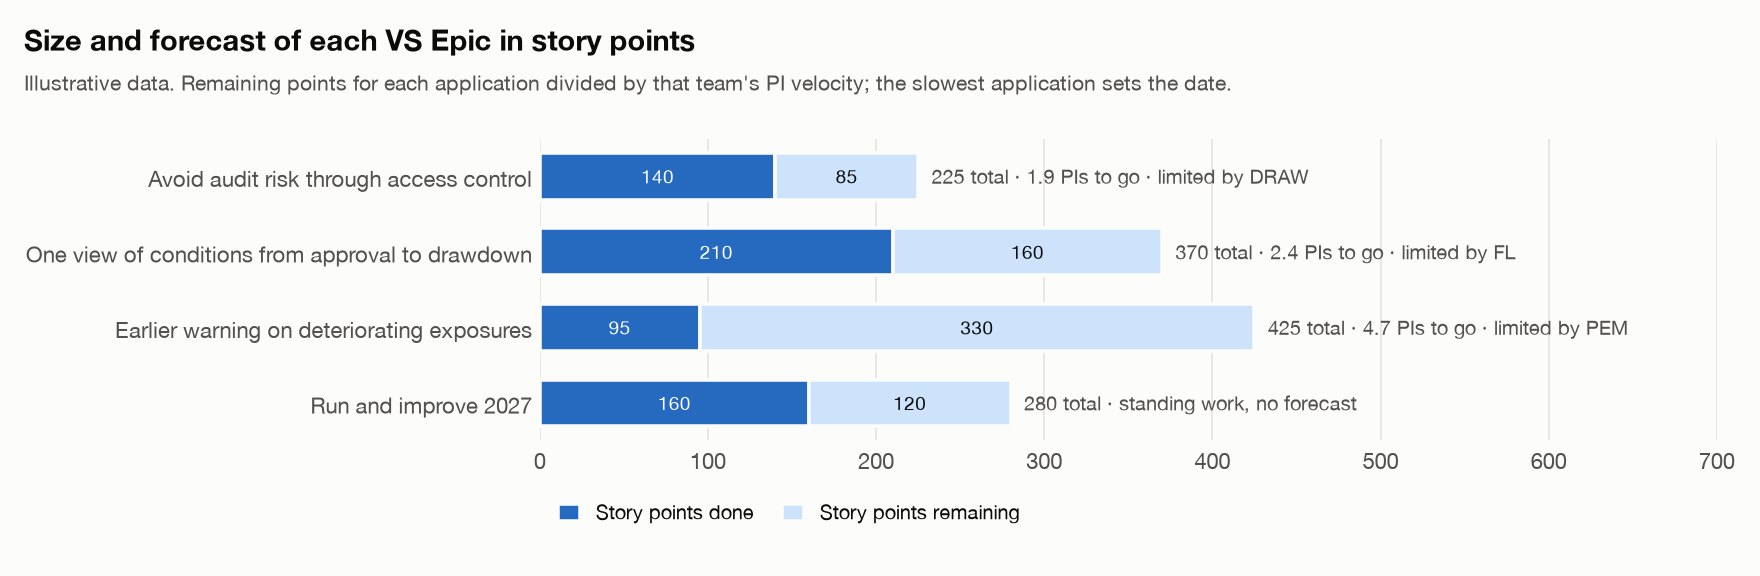 Size and forecast of each VS Epic in story points
Illustrative data. Remaining points for each application divided by that team's PI velocity; the slowest application sets the date.
Avoid audit risk through access control 140 85 225 total · 1.9 PIs to go · limited by DRAW
One view of conditions from approval to drawdown 210 160 370 total · 2.4 PIs to go · limited by FL
Earlier warning on deteriorating exposures 95 330 425 total · 4.7 PIs to go · limited by PEM
Run and improve 2027 160 120 280 total · standing work, no forecast
0 100 200 300 400 500 600 700
Story points done Story points remaining